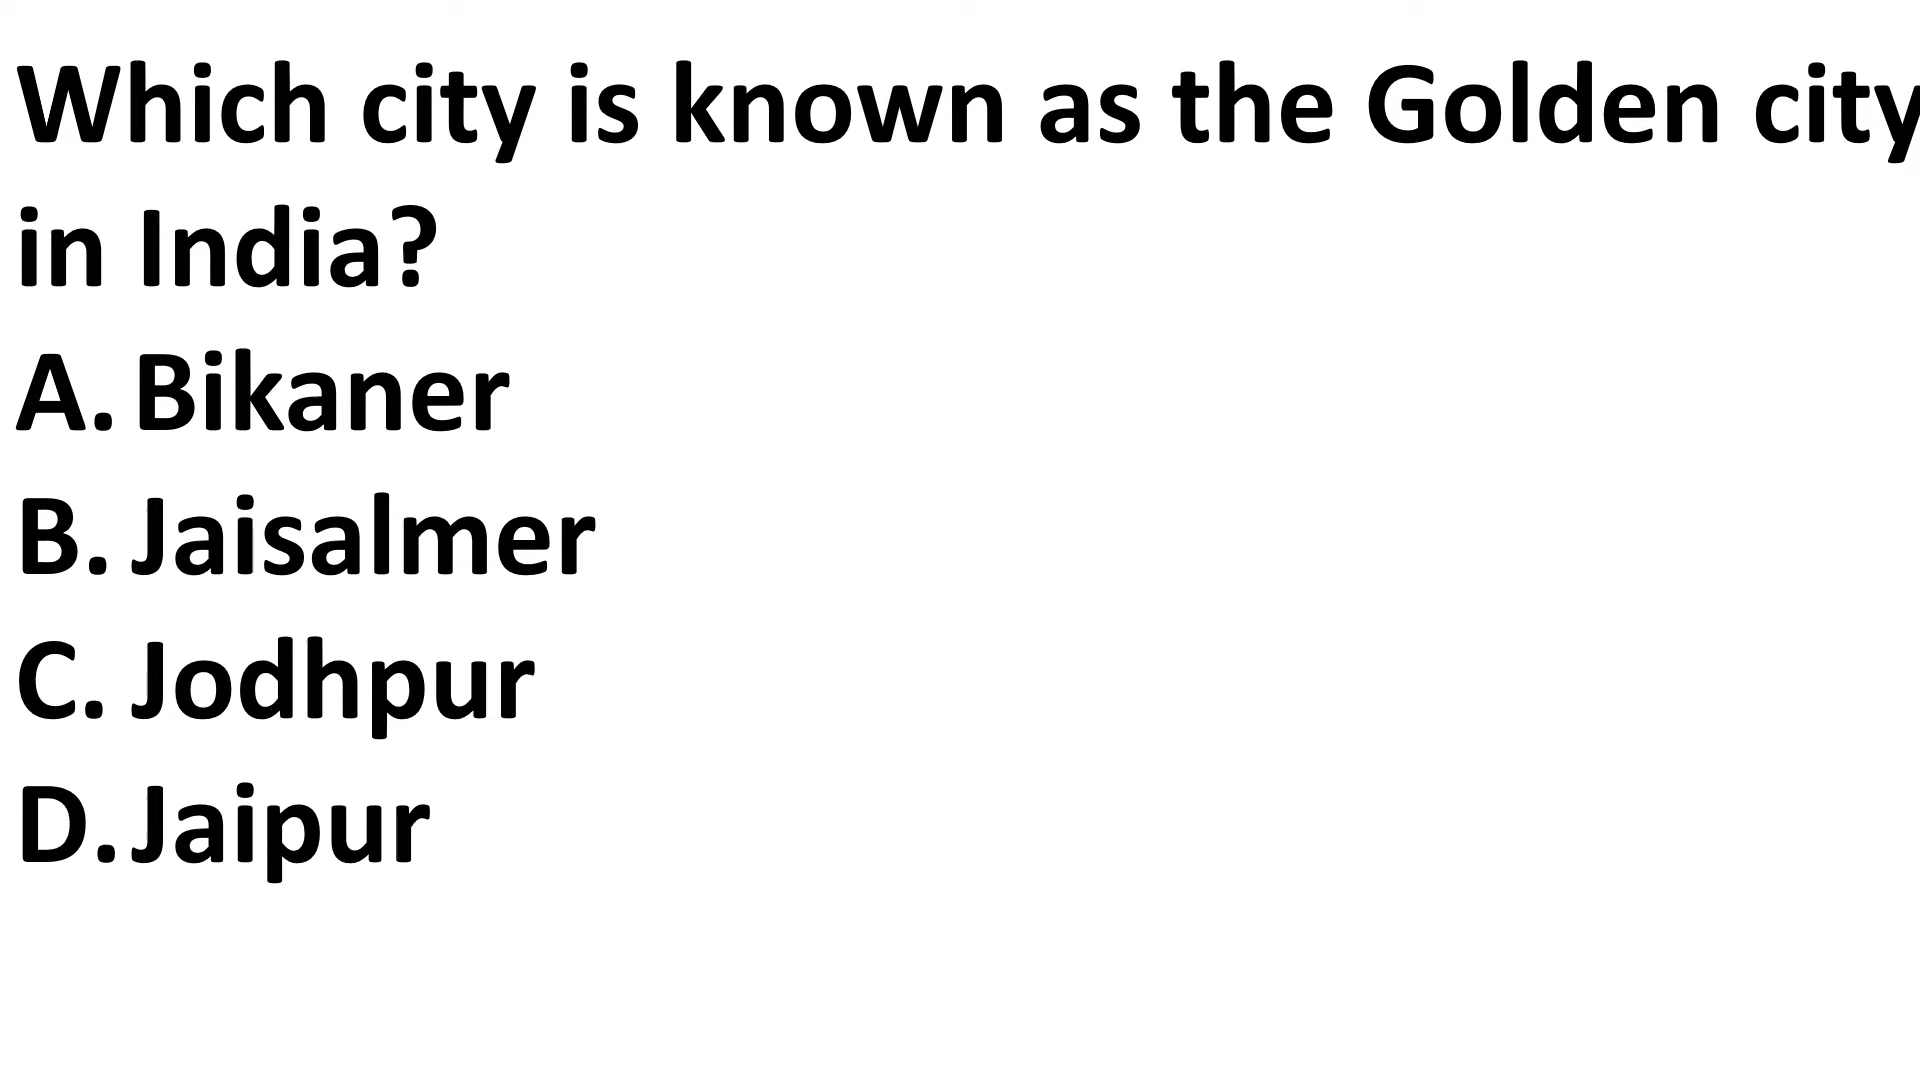 Which city is known as the Golden city
in India?
A. Bikaner
B. Jaisalmer
C. Jodhpur
D. Jaipur